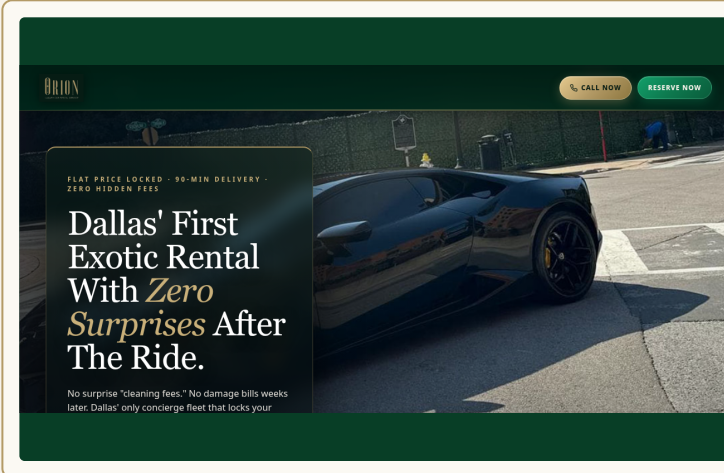 ORION
CALL NOW
RESERVE NOW
FLAT PRICE LOCKED · 90-MIN DELIVERY ·
ZERO HIDDEN FEES
Dallas' First
Exotic Rental
With Zero
Surprises After
The Ride.
No surprise "cleaning fees." No damage bills weeks
later. Dallas' only concierge fleet that locks your